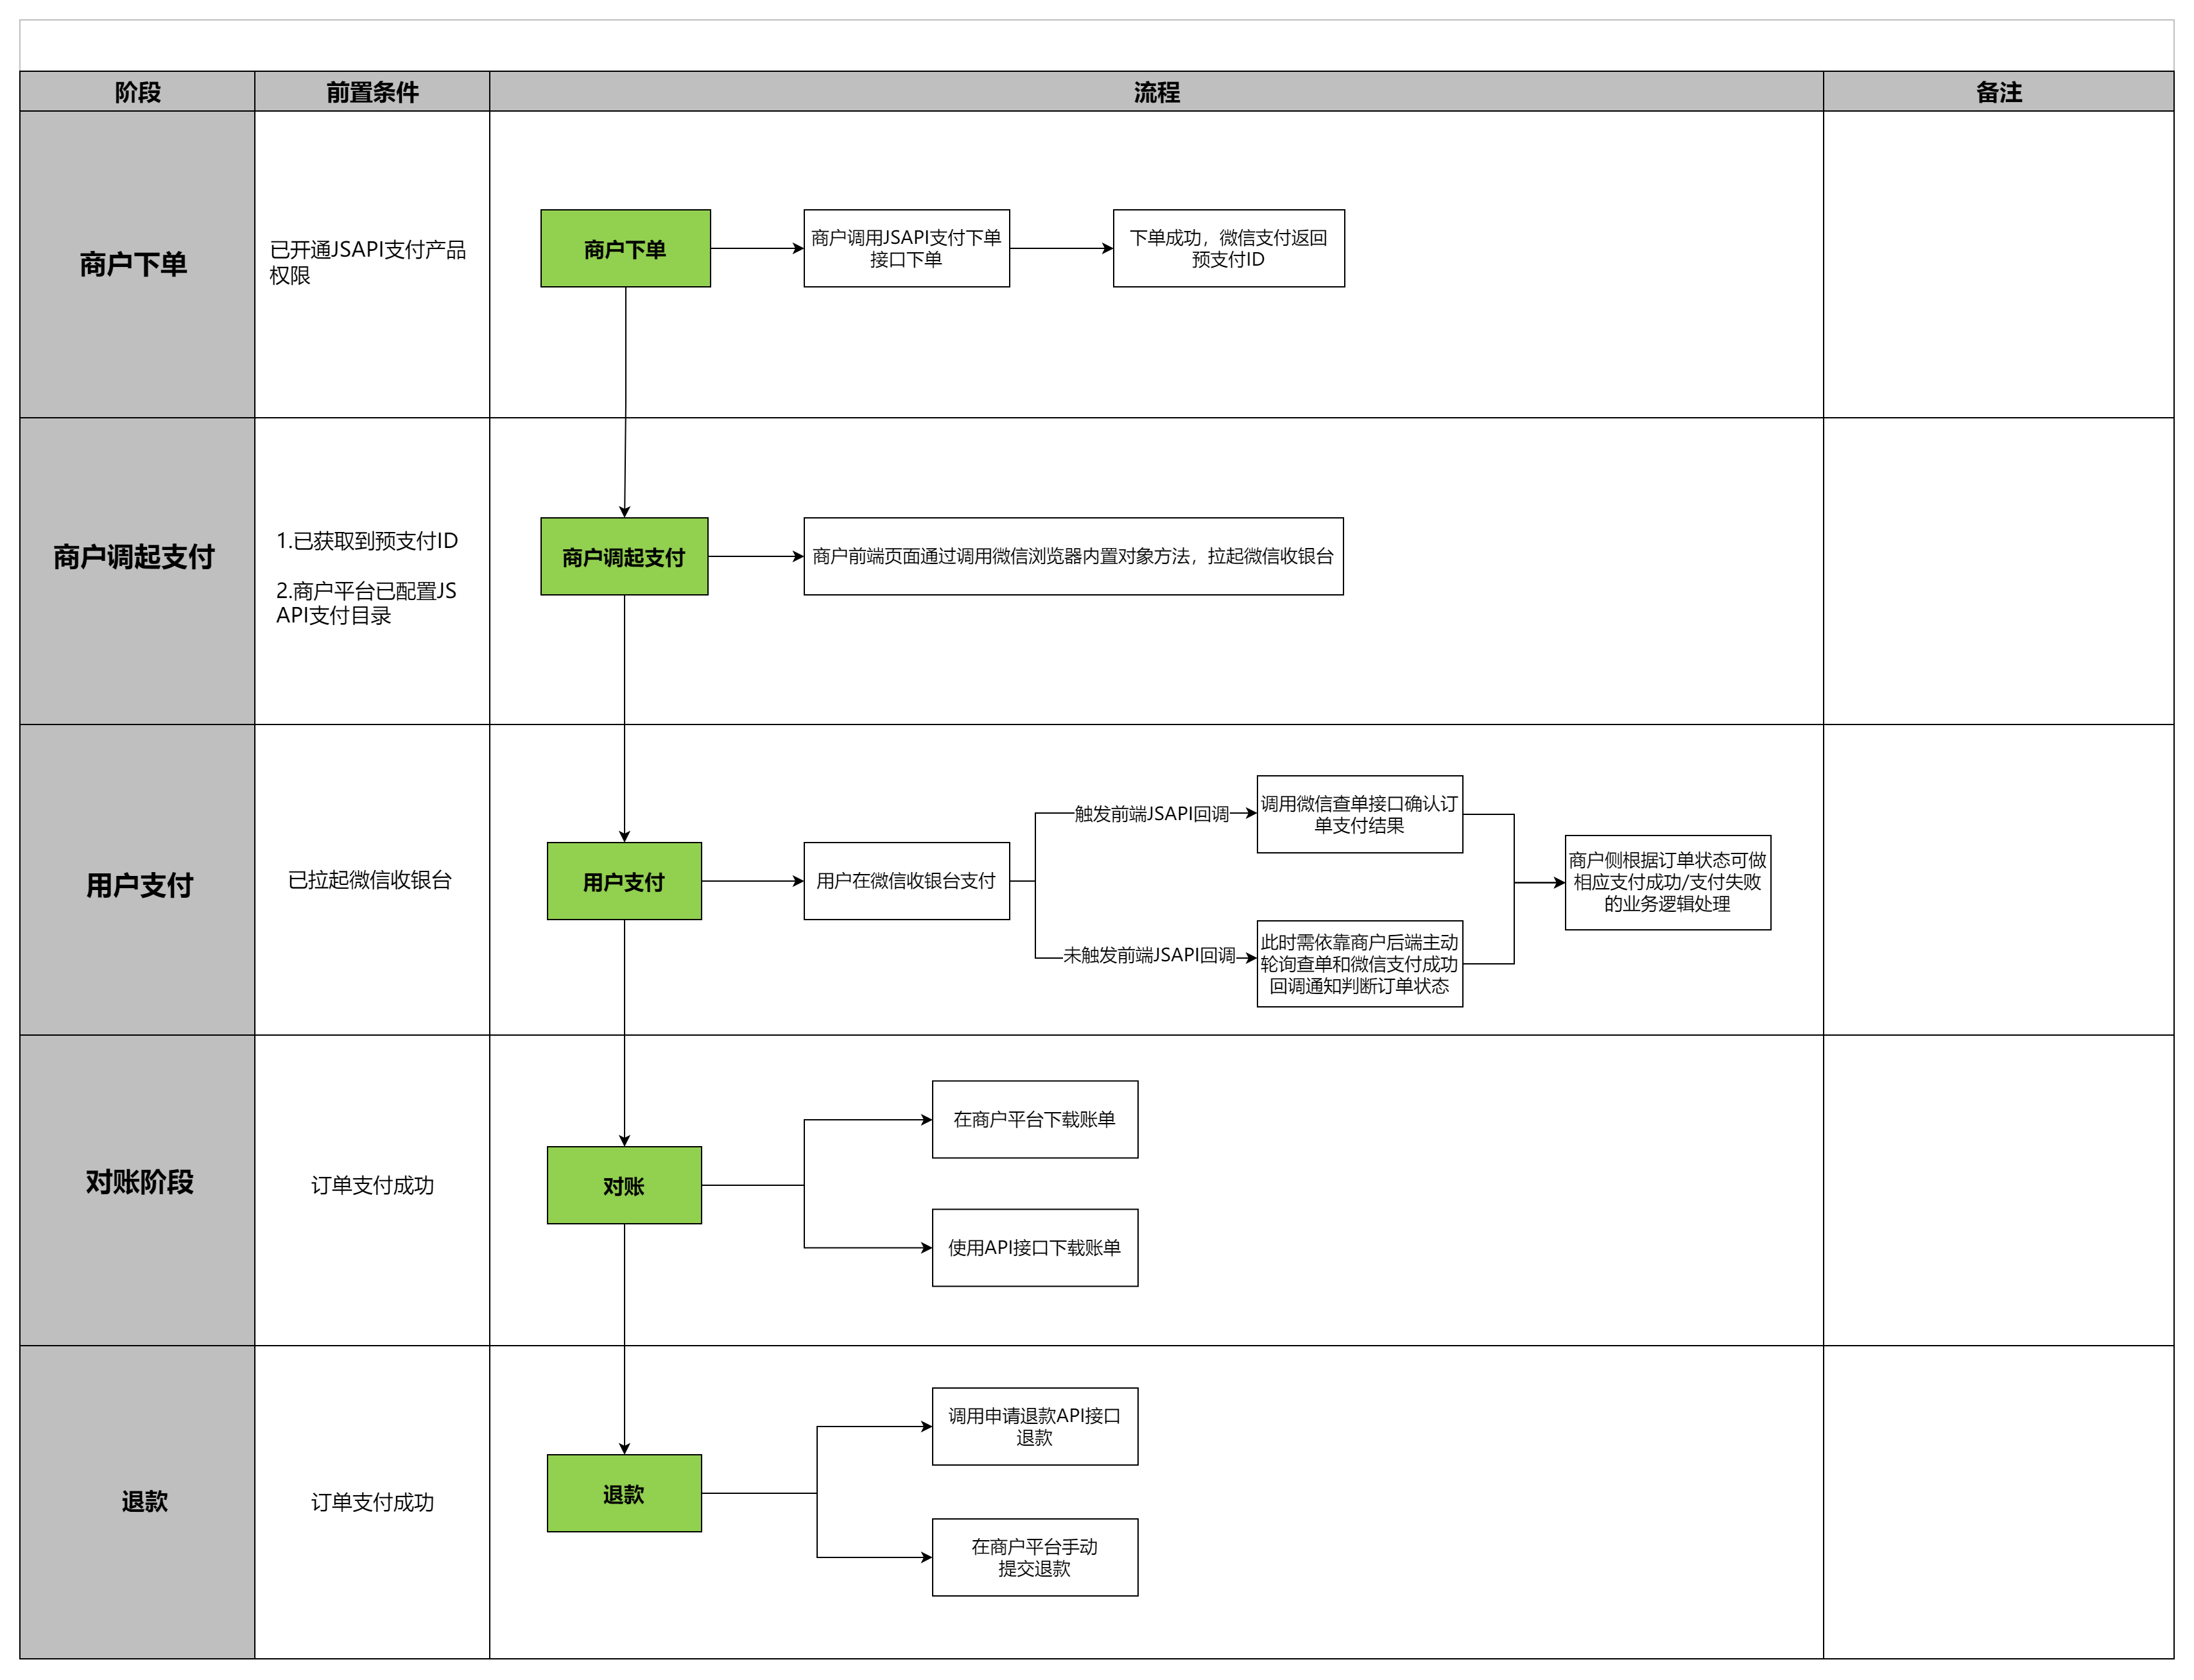 阶段
前置条件
流程
备注
商户下单
已开通JSAPI支付产品
权限
商户下单
商户调用JSAPI支付下单
接口下单
下单成功，微信支付返回
预支付ID
商户调起支付
1.已获取到预支付ID
2.商户平台已配置JS
API支付目录
商户调起支付
商户前端页面通过调用微信浏览器内置对象方法，拉起微信收银台
用户支付
已拉起微信收银台
用户支付
用户在微信收银台支付
触发前端JSAPI回调
调用微信查单接口确认订
单支付结果
未触发前端JSAPI回调
此时需依靠商户后端主动
轮询查单和微信支付成功
回调通知判断订单状态
商户侧根据订单状态可做
相应支付成功/支付失败
的业务逻辑处理
对账阶段
订单支付成功
对账
在商户平台下载账单
使用API接口下载账单
退款
订单支付成功
退款
调用申请退款API接口
退款
在商户平台手动
提交退款